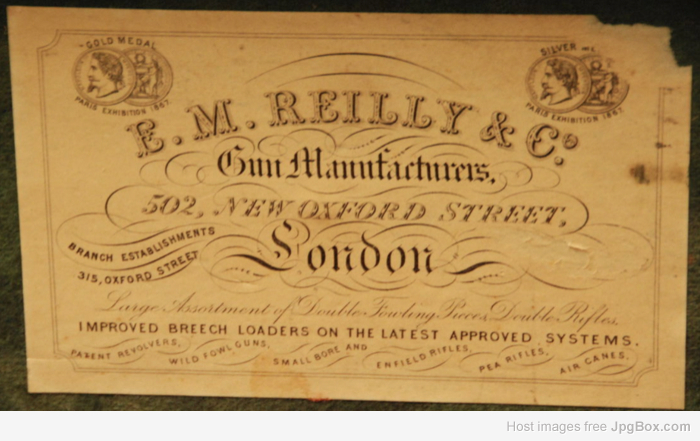 GOLD MEDAL
PARIS EXHIBITION 1867.
SILVER
PARIS EXHIBITION 1867.
E. M. REILLY & Co.
Gun Manufacturers,
502, NEW OXFORD STREET,
London
BRANCH ESTABLISHMENTS
315, OXFORD STREET
Large Assortment of Double Fowling Pieces, Double Rifles.
IMPROVED BREECH LOADERS ON THE LATEST APPROVED SYSTEMS.
PATENT REVOLVERS, WILD FOWL GUNS, SMALL BORE AND ENFIELD RIFLES, PEA RIFLES, AIR CANES,
Host images free JpgBox.com